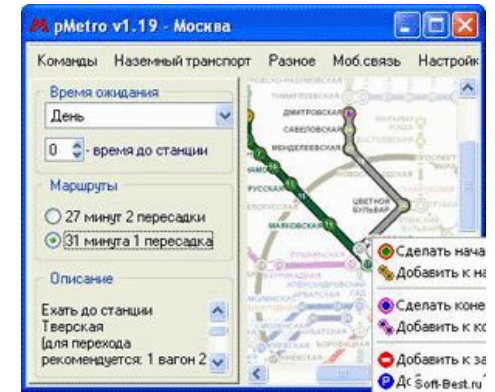 pMetro v1.19 - Москва
Команды Наземный транспорт Разное Моб.связь Настройк
Время ожидания
День
0 - время до станции
Маршруты
27 минут 2 пересадки
31 минута 1 пересадка
Описание
Ехать до станции
Тверская
(для перехода
рекомендуется: 1 вагон 2
ДМИТРОВСКАЯ
САВЕЛОВСКАЯ
МЕНДЕЛЕЕВСКАЯ
ЦВЕТНОЙ
БУЛЬВАР
МАЯКОВСКАЯ
Сделать нача
Добавить к на
Сделать коне
Добавить к ко
Добавить к за
До
Soft-Best.ru